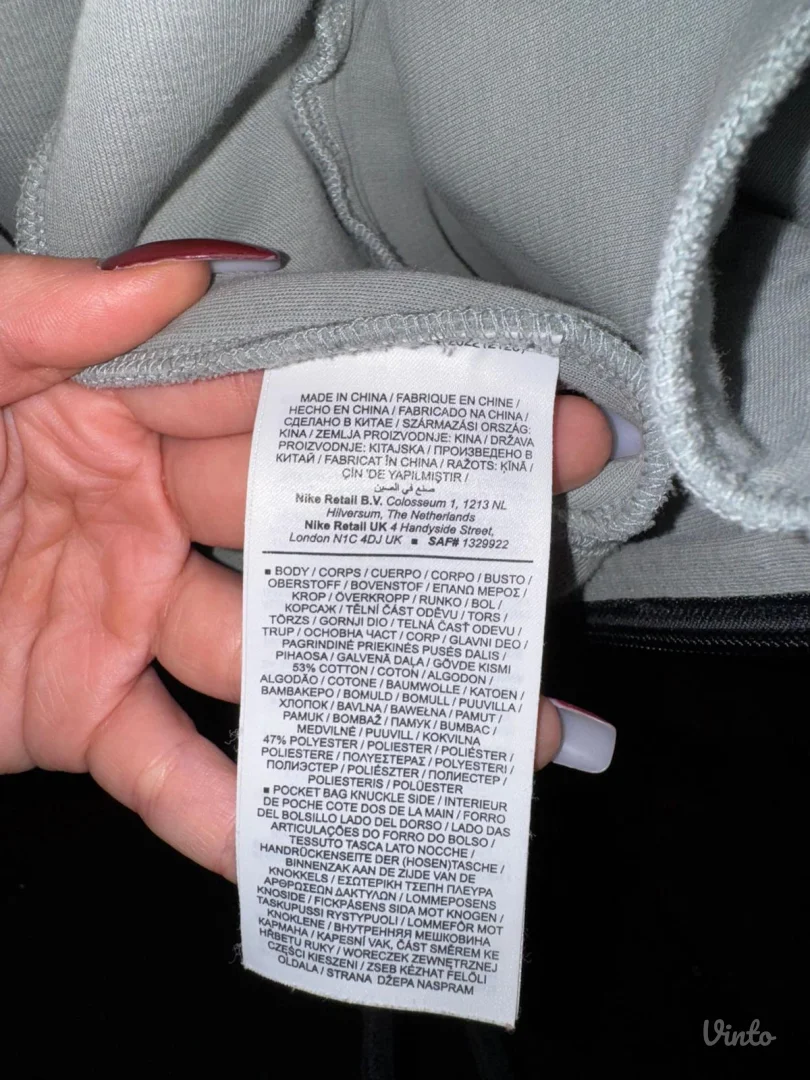 MADE IN CHINA / FABRIQUE EN CHINE /
HECHO EN CHINA / FABRICADO NA CHINA /
СДЕЛАНО В КИТАЕ / SZÁRMAZÁSI ORSZÁG:
KINA / ZEMLJA PROIZVODNJE: KINA / DRŽAVA
PROIZVODNJE: KITAJSKA / ПРОИЗВЕДЕНО В
КИТАЙ / FABRICAT ÎN CHINA / RAŽOTS: ĶĪNĀ /
ÇİN 'DE YAPILMIŞTIR /
صنع في الصين
Nike Retail B.V. Colosseum 1, 1213 NL
Hilversum, The Netherlands
Nike Retail UK 4 Handyside Street,
London N1C 4DJ UK ■ SAF# 1329922
■ BODY / CORPS / CUERPO / CORPO / BUSTO /
OBERSTOFF / BOVENSTOF / ΕΠΑΝΩ ΜΕΡΟΣ /
KROP / ÖVERKROPP / RUNKO / BOL /
КОРСАЖ / TĚLNÍ ČÁST ODĚVU / TORS /
TÖRZS / GORNJI DIO / TELNÁ ČASŤ ODEVU /
TRUP / ОСНОВНА ЧАСТ / CORP / GLAVNI DEO /
PAGRINDINĖ PRIEKINĖS PUSĖS DALIS /
PIHAOSA / GALVENĀ DAĻA / GÖVDE KISMI
53% COTTON / COTON / ALGODON /
ALGODÃO / COTONE / BAUMWOLLE / KATOEN /
ΒΑΜΒΑΚΕΡΟ / BOMULD / BOMULL / PUUVILLA /
ХЛОПОК / BAVLNA / BAWEŁNA / PAMUT /
PAMUK / BOMBAŽ / ПАМУК / BUMBAC /
MEDVILNĖ / PUUVILL / KOKVILNA
47% POLYESTER / POLIESTER / POLIÉSTER /
POLIESTERE / ΠΟΛΥΕΣΤΕΡΑΣ / POLYESTERI /
ПОЛИЭСТЕР / POLIÉSZTER / ПОЛИЕСТЕР /
POLIESTERIS / POLÜESTER
■ POCKET BAG KNUCKLE SIDE / INTERIEUR
DE POCHE COTE DOS DE LA MAIN / FORRO
DEL BOLSILLO LADO DEL DORSO / LADO DAS
ARTICULAÇÕES DO FORRO DO BOLSO /
TESSUTO TASCA LATO NOCCHE /
HANDRÜCKENSEITE DER (HOSEN)TASCHE /
BINNENZAK AAN DE ZIJDE VAN DE
KNOKKELS / ΕΣΩΤΕΡΙΚΗ ΤΣΕΠΗ ΠΛΕΥΡΑ
ΑΡΘΡΩΣΕΩΝ ΔΑΚΤΥΛΩΝ / LOMMEPOSENS
KNOSIDE / FICKPÅSENS SIDA MOT KNOGEN /
TASKUPUSSI RYSTYPUOLI / LOMMEFÔR MOT
KNOKLENE / ВНУТРЕННЯЯ МЕШКОВИНА
КАРМАНА / KAPESNÍ VAK, ČÁST SMĚREM KE
HŘBETU RUKY / WORECZEK ZEWNĘTRZNEJ
CZĘŚCI KIESZENI / ZSEB KÉZHÁT FELŐLI
OLDALA / STRANA DŽEPA NASPRAM
Vinto